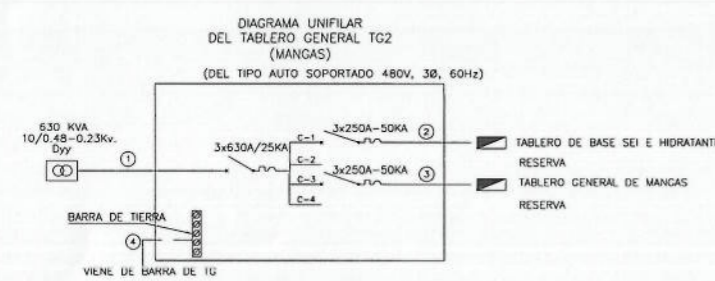 DIAGRAMA UNIFILAR
DEL TABLERO GENERAL TG2
(MANGAS)
(DEL TIPO AUTO SOPORTADO 480V, 3Ø, 60Hz)
630 KVA
10/0.48-0.23Kv.
Dyy
1
3x630A/25KA
C-1
3x250A-50KA
2
TABLERO DE BASE SEI E HIDRANTE
C-2
RESERVA
C-3
3x250A-50KA
3
TABLERO GENERAL DE MANGAS
C-4
RESERVA
BARRA DE TIERRA
4
VIENE DE BARRA DE TG